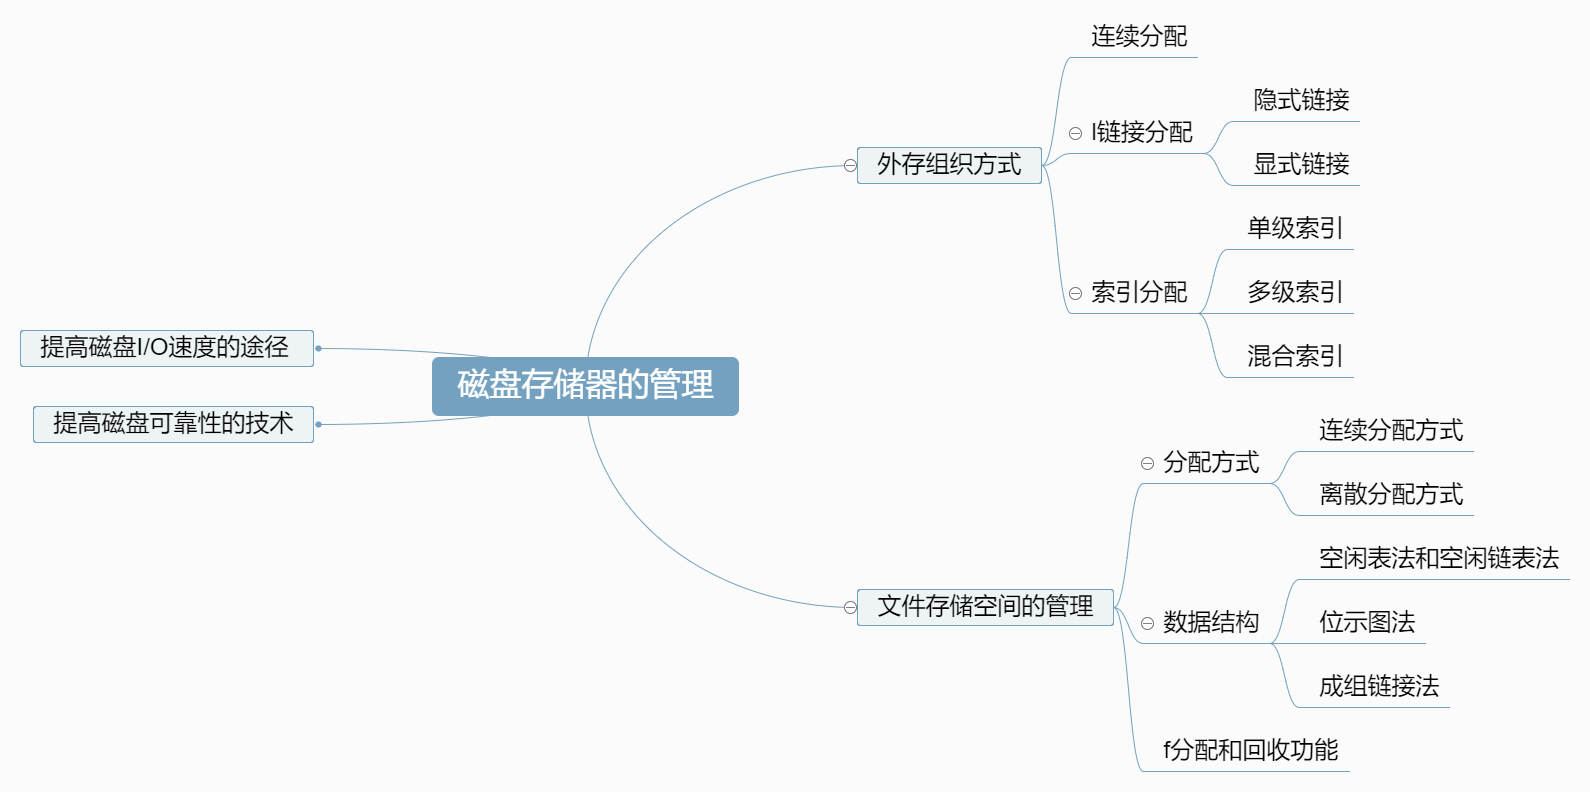 磁盘存储器的管理
外存组织方式
连续分配
l链接分配
隐式链接
显式链接
索引分配
单级索引
多级索引
混合索引
文件存储空间的管理
分配方式
连续分配方式
离散分配方式
数据结构
空闲表法和空闲链表法
位示图法
成组链接法
f分配和回收功能
提高磁盘I/O速度的途径
提高磁盘可靠性的技术